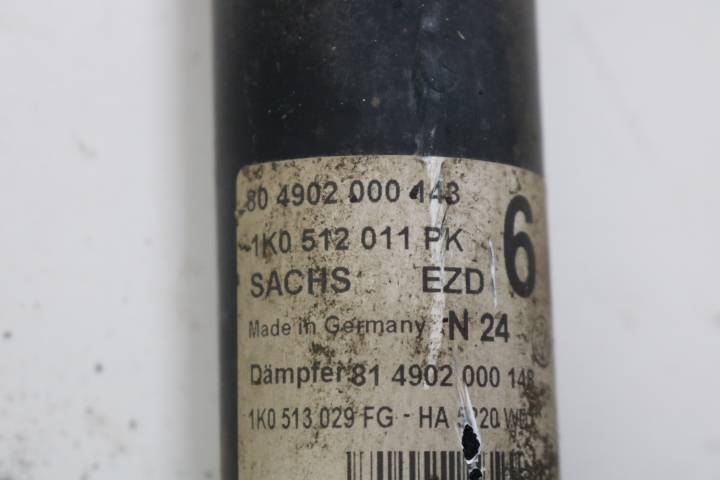 80 4902 000 443
1K0 512 011 PK 6
SACHS EZD
Made in Germany N 24
Dämpfer 81 4902 000 148
1K0 513 029 FG - HA